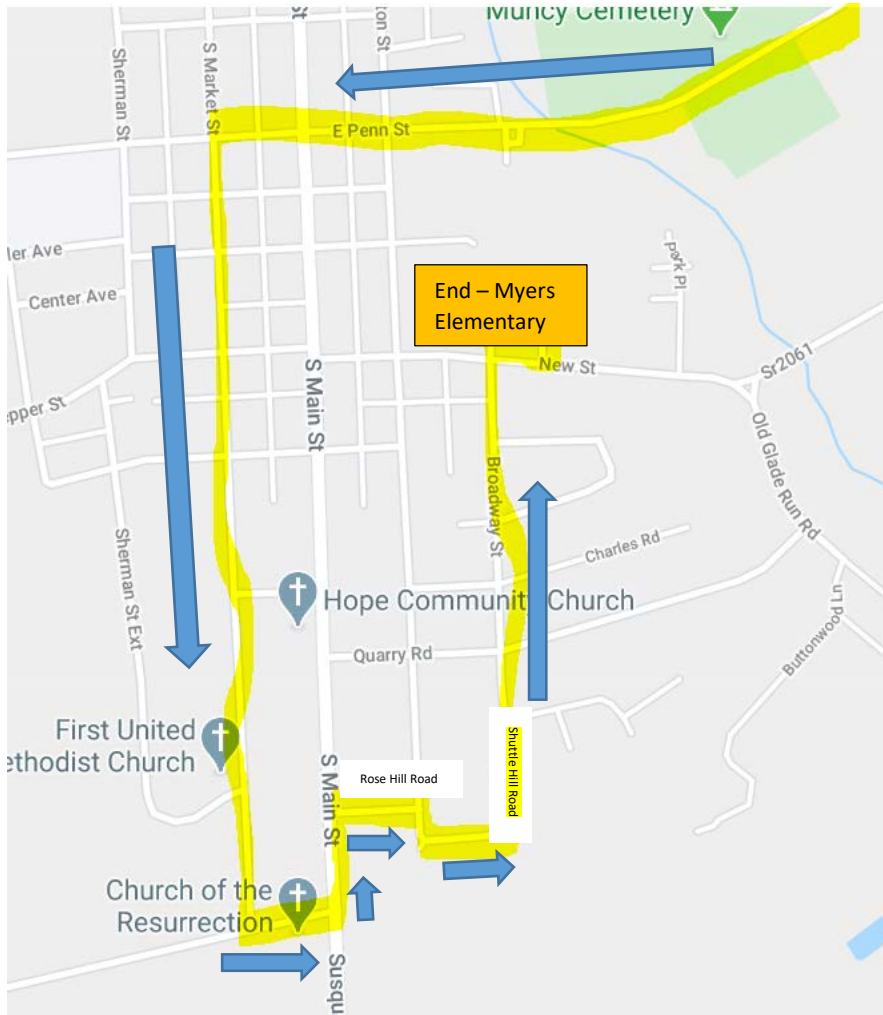 Muncy Cemetery
St
ton St
S Market St
Sherman St
E Penn St
ler Ave
Center Ave
End – Myers
Elementary
Park Pl
New St
Sr2061
S Main St
epper St
Old Glade Run Rd
Broadway St
Sherman St Ext
Charles Rd
Hope Community Church
Quarry Rd
Buttonwood Ln
First United
ethodist Church
Shuttle Hill Road
Rose Hill Road
S Main St
Church of the
Resurrection
Susqu